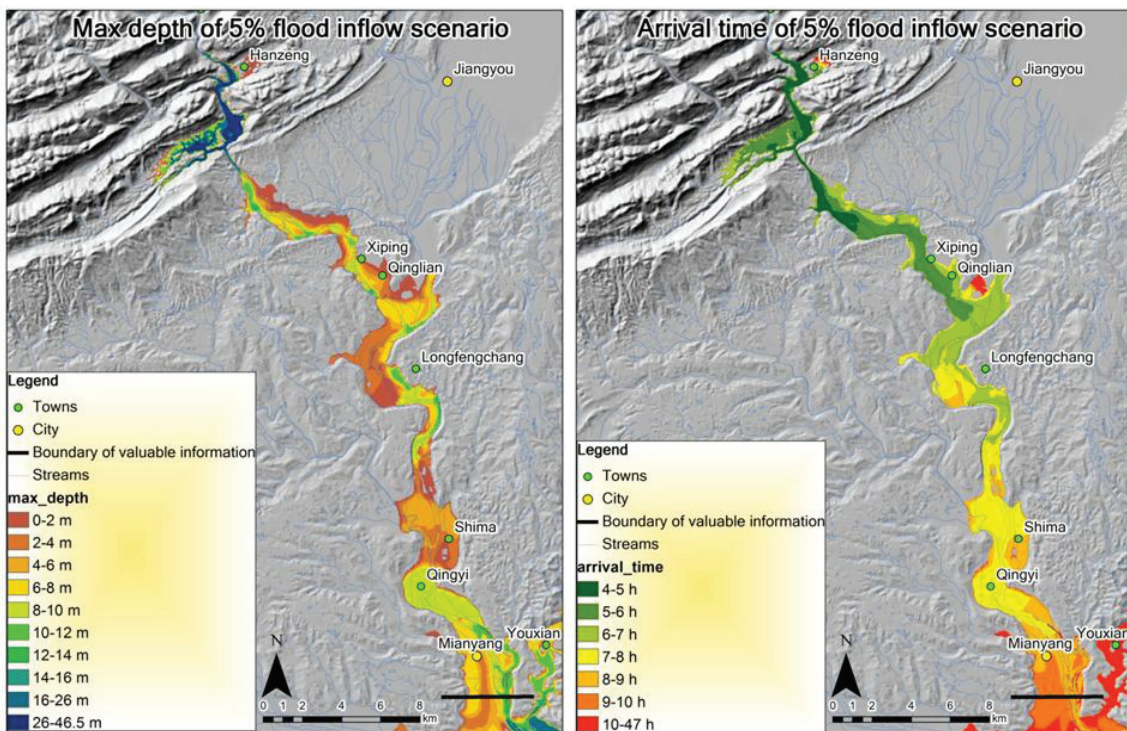 Max depth of 5% flood inflow scenario
Hanzeng
Jiangyou
Xiping
Qinglian
Longfengchang
Legend
Towns
City
Boundary of valuable information
Streams
max_depth
0-2 m
2-4 m
4-6 m
6-8 m
8-10 m
10-12 m
12-14 m
14-16 m
16-26 m
26-46.5 m
Shima
Qingyi
Youxian
Mianyang
N
0 1 2 4 6 8
km
Arrival time of 5% flood inflow scenario
Hanzeng
Jiangyou
Xiping
Qinglian
Longfengchang
Legend
Towns
City
Boundary of valuable information
Streams
arrival_time
4-5 h
5-6 h
6-7 h
7-8 h
8-9 h
9-10 h
10-47 h
Shima
Qingyi
Youxian
Mianyang
N
0 1 2 4 6 8
km